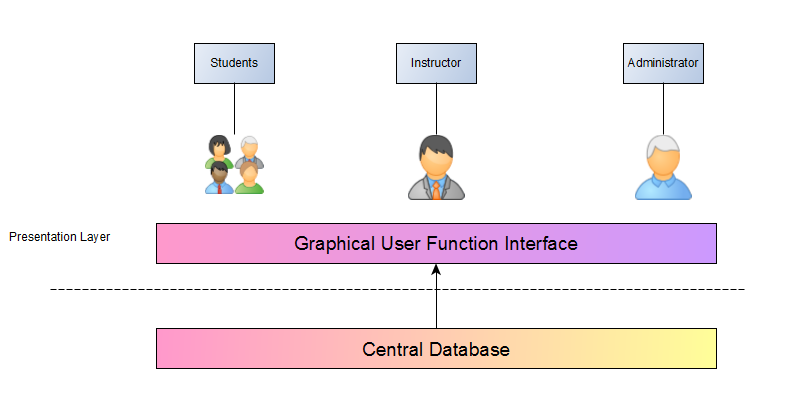 Students
Instructor
Administrator
Presentation Layer
Graphical User Function Interface
Central Database